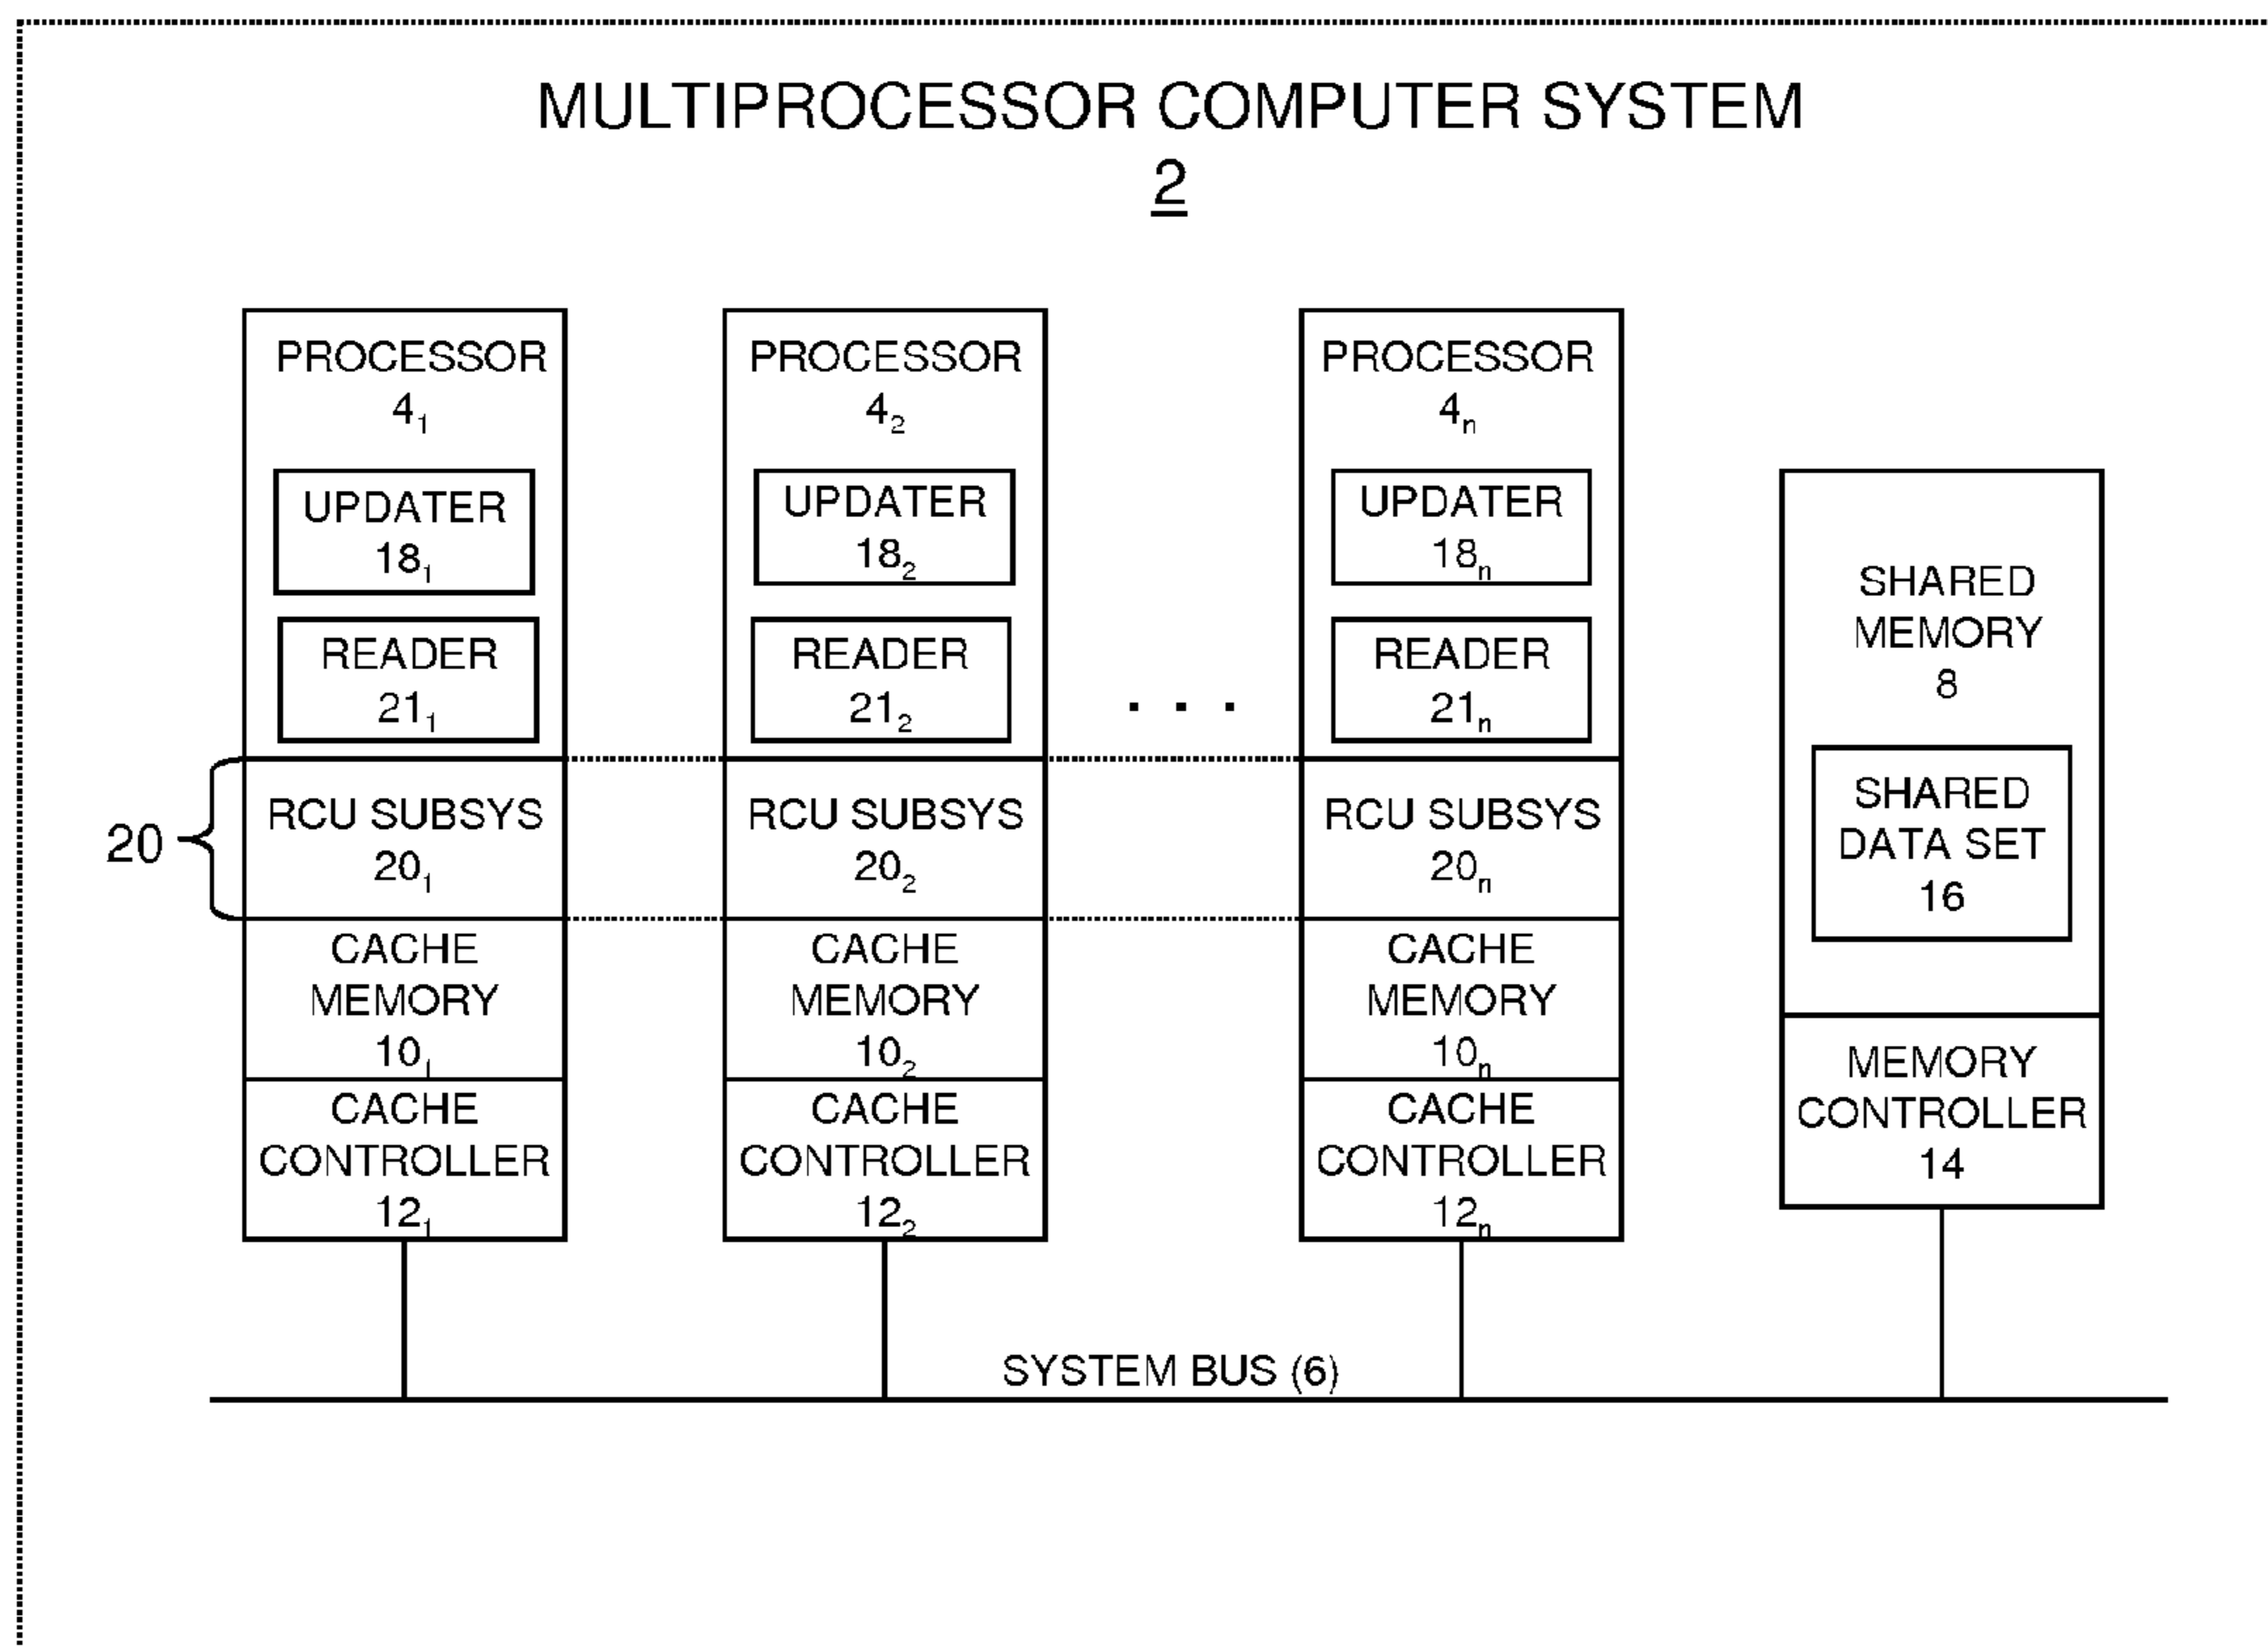 MULTIPROCESSOR COMPUTER SYSTEM
2
PROCESSOR
4₁
UPDATER
18₁
READER
21₁
RCU SUBSYS
20₁
CACHE
MEMORY
10₁
CACHE
CONTROLLER
12₁
PROCESSOR
4₂
UPDATER
18₂
READER
21₂
RCU SUBSYS
20₂
CACHE
MEMORY
10₂
CACHE
CONTROLLER
12₂
. . .
PROCESSOR
4ₙ
UPDATER
18ₙ
READER
21ₙ
RCU SUBSYS
20ₙ
CACHE
MEMORY
10ₙ
CACHE
CONTROLLER
12ₙ
SHARED
MEMORY
8
SHARED
DATA SET
16
MEMORY
CONTROLLER
14
20
SYSTEM BUS (6)